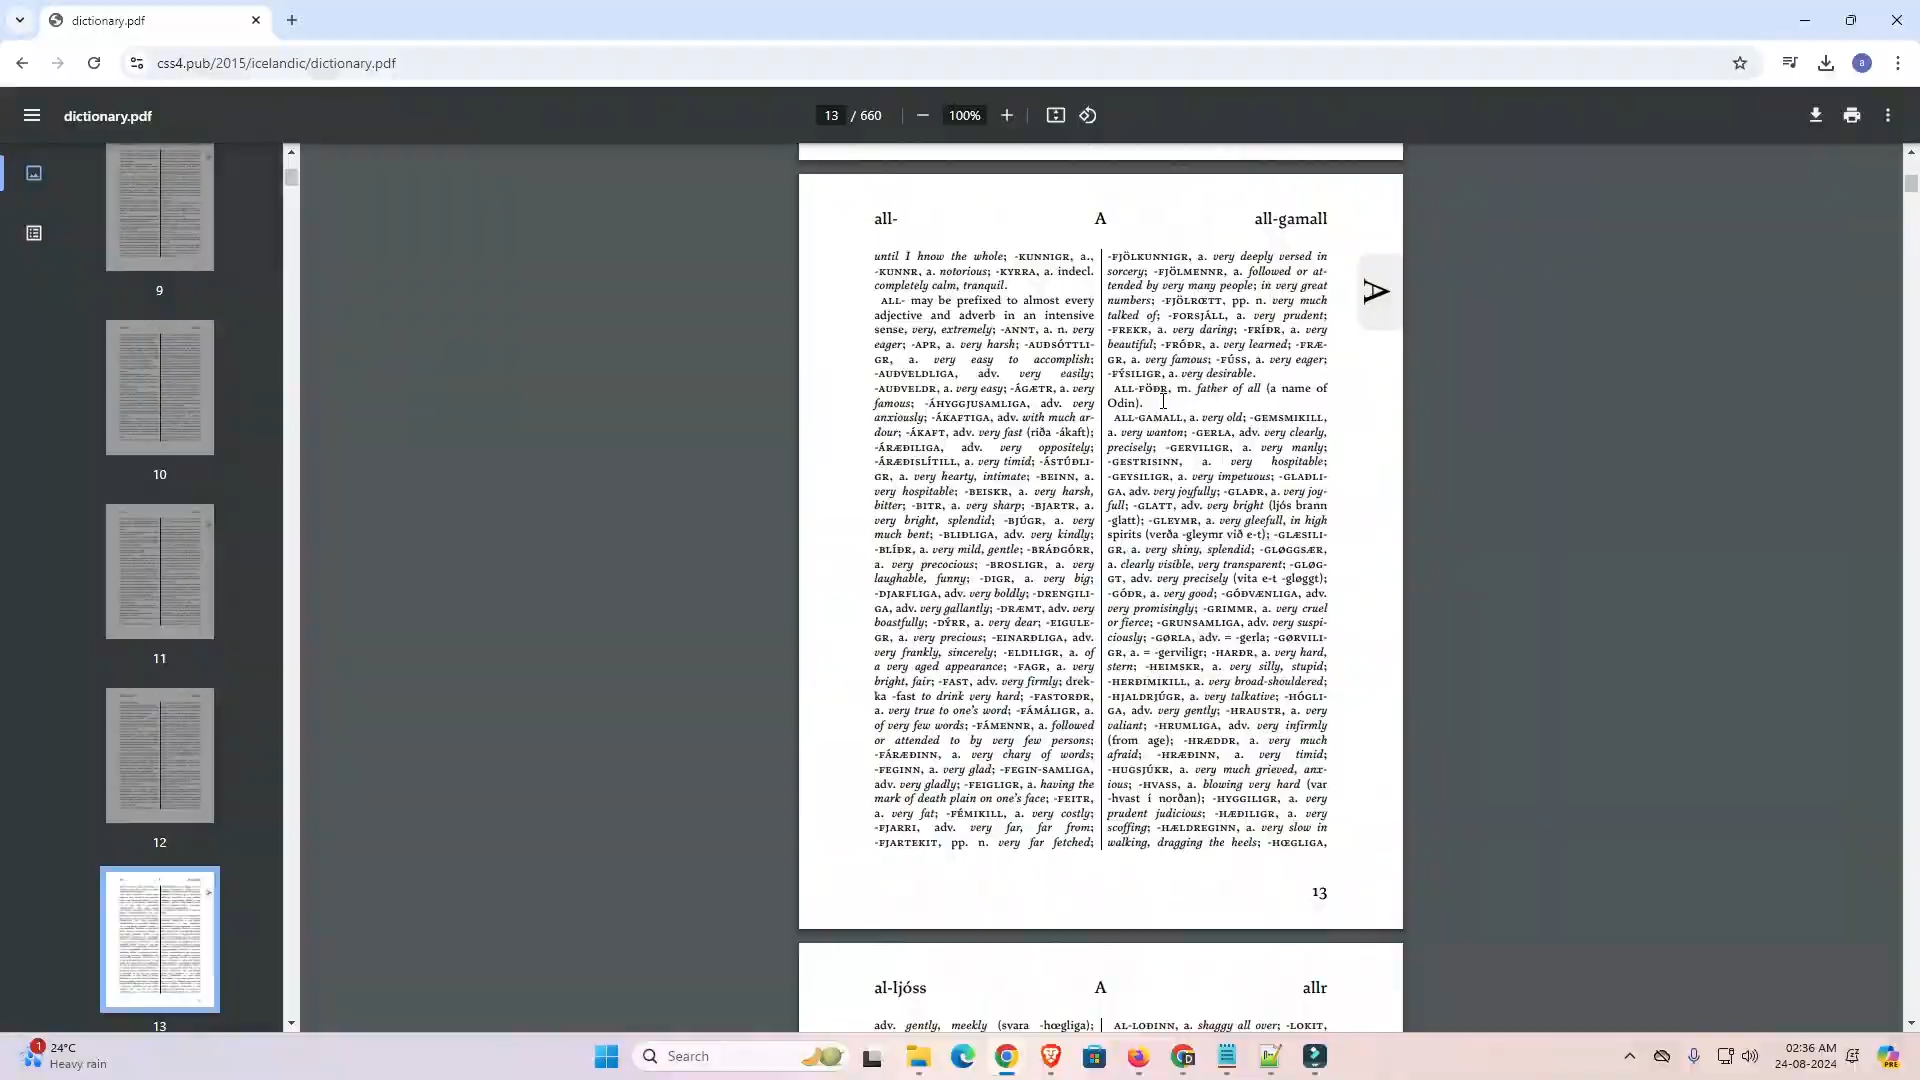 dictionary.pdf
css4.pub/2015/icelandic/dictionary.pdf
a
dictionary.pdf
13 / 660
100%
9
10
11
12
13
all-
A
all-gamall
until I hnow the whole; -KUNNIGR, a.,
-KUNNR, a. notorious; -KYRRA, a. indecl.
completely calm, tranquil.
ALL- may be prefixed to almost every
adjective and adverb in an intensive
sense, very, extremely; -ANNT, a. n. very
eager; -APR, a. very harsh; -AUÐSÓTTLI-
GR, a. very easy to accomplish;
-AUÐVELDLIGA, adv. very easily;
-AUÐVELDR, a. very easy; -ÁGÆTR, a. very
famous; -ÁHYGGJUSAMLIGA, adv. very
anxiously; -ÁKAFTIGA, adv. with much ar-
dour; -ÁKAFT, adv. very fast (ríða -ákaft);
-ÁRÆÐILIGA, adv. very oppositely;
-ÁRÆÐISLÍTILL, a. very timid; -ÁSTÚÐLI-
GR, a. very hearty, intimate; -BEINN, a.
very hospitable; -BEISKR, a. very harsh,
bitter; -BITR, a. very sharp; -BJARTR, a.
very bright, splendid; -BJÚGR, a. very
much bent; -BLIÐLIGA, adv. very kindly;
-BLÍÐR, a. very mild, gentle; -BRÁÐGÖRR,
a. very precocious; -BROSLIGR, a. very
laughable, funny; -DIGR, a. very big;
-DJARFLIGA, adv. very boldly; -DRENGILI-
GA, adv. very gallantly; -DRÆMT, adv. very
boastfully; -DÝRR, a. very dear; -EIGULE-
GR, a. very precious; -EINARÐLIGA, adv.
very frankly, sincerely; -ELDILIGR, a. of
a very aged appearance; -FAGR, a. very
bright, fair; -FAST, adv. very firmly; drek-
ka -fast to drink very hard; -FASTORÐR,
a. very true to one's word; -FÁMÁLIGR, a.
of very few words; -FÁMENNR, a. followed
or attended to by very few persons;
-FÁRÆÐINN, a. very chary of words;
-FEGINN, a. very glad; -FEGIN-SAMLIGA,
adv. very gladly; -FEIGLIGR, a. having the
mark of death plain on one's face; -FEITR,
a. very fat; -FÉMIKILL, a. very costly;
-FJARRI, adv. very far, far from;
-FJARTEKIT, pp. n. very far fetched;
-FJÖLKUNNIGR, a. very deeply versed in
sorcery; -FJÖLMENNR, a. followed or at-
tended by very many people; in very great
numbers; -FJÖLRŒTT, pp. n. very much
talked of; -FORSJÁLL, a. very prudent;
-FREKR, a. very daring; -FRÍÐR, a. very
beautiful; -FRÓÐR, a. very learned; -FRÆ-
GR, a. very famous; -FÚSS, a. very eager;
-FÝSILIGR, a. very desirable.
ALL-FÖÐR, m. father of all (a name of
Odin).
ALL-GAMALL, a. very old; -GEMSMIKILL,
a. very wanton; -GERLA, adv. very clearly,
precisely; -GERVILIGR, a. very manly;
-GESTRISINN, a. very hospitable;
-GEYSILIGR, a. very impetuous; -GLAÐLI-
GA, adv. very joyfully; -GLAÐR, a. very joy-
full; -GLATT, adv. very bright (ljós brann
-glatt); -GLEYMR, a. very gleefull, in high
spirits (verða -gleymr við e-t); -GLÆSILI-
GR, a. very shiny, splendid; -GLØGGSÆR,
a. clearly visible, very transparent; -GLØG-
GT, adv. very precisely (vita e-t -gløggt);
-GÓÐR, a. very good; -GÓÐVÆNLIGA, adv.
very promisingly; -GRIMMR, a. very cruel
or fierce; -GRUNSAMLIGA, adv. very suspi-
ciously; -GØRLA, adv. = -gerla; -GØRVILI-
GR, a. = -gerviligr; -HARÐR, a. very hard,
stern; -HEIMSKR, a. very silly, stupid;
-HERÐIMIKILL, a. very broad-shouldered;
-HJALDRJÚGR, a. very talkative; -HÓGLI-
GA, adv. very gently; -HRAUSTR, a. very
valiant; -HRUMLIGA, adv. very infirmly
(from age); -HRÆDDR, a. very much
afraid; -HRÆÐINN, a. very timid;
-HUGSJÚKR, a. very much grieved, anx-
ious; -HVASS, a. blowing very hard (var
-hvast í norðan); -HYGGILIGR, a. very
prudent judicious; -HÆÐILIGR, a. very
scoffing; -HÆLDREGINN, a. very slow in
walking, dragging the heels; -HŒGLIGA,
A
13
al-ljóss
A
allr
adv. gently, meekly (svara -hœgliga);
AL-LOÐINN, a. shaggy all over; -LOKIT,
1
24°C
Heavy rain
Search
02:36 AM
24-08-2024
PRE